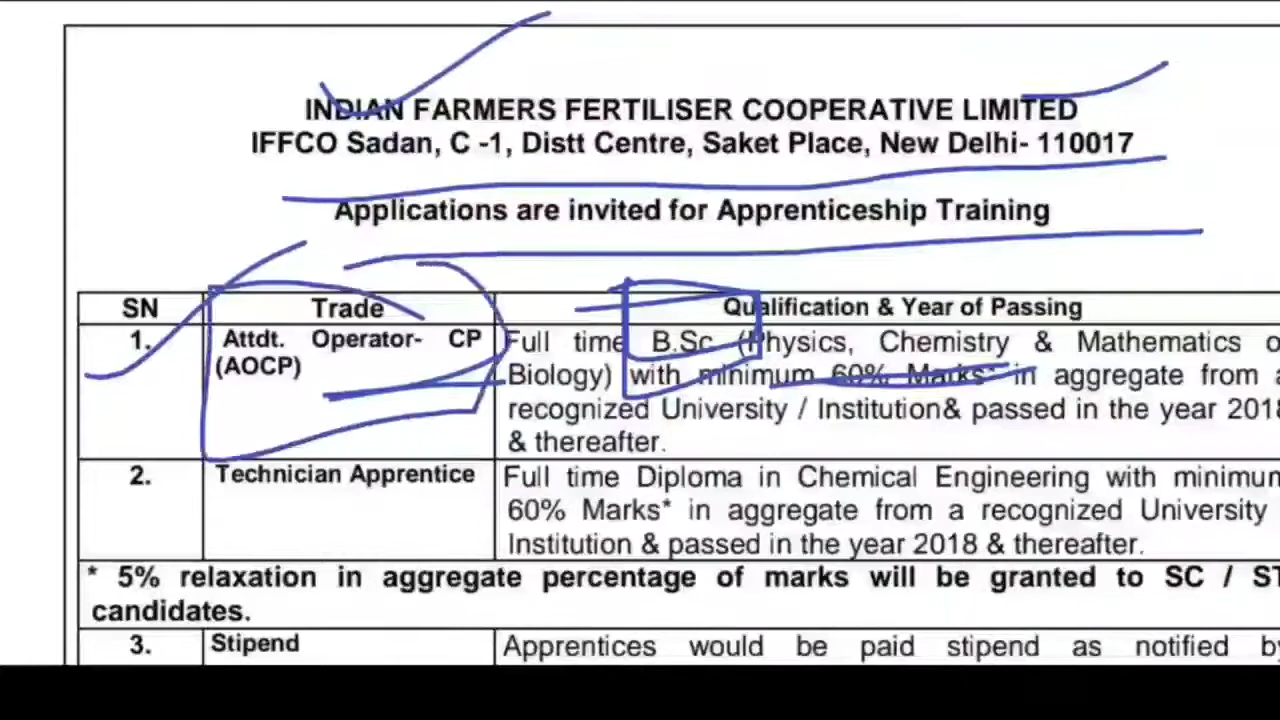 INDIAN FARMERS FERTILISER COOPERATIVE LIMITED
IFFCO Sadan, C -1, Distt Centre, Saket Place, New Delhi- 110017
Applications are invited for Apprenticeship Training
SN Trade Qualification & Year of Passing
1. Attdt. Operator- CP Full time B.Sc (Physics, Chemistry & Mathematics
(AOCP) Biology) with minimum 60% Marks* in aggregate from
recognized University / Institution& passed in the year 2018
& thereafter.
2. Technician Apprentice Full time Diploma in Chemical Engineering with minimum
60% Marks* in aggregate from a recognized University
Institution & passed in the year 2018 & thereafter.
* 5% relaxation in aggregate percentage of marks will be granted to SC / ST
candidates.
3. Stipend Apprentices would be paid stipend as notified by